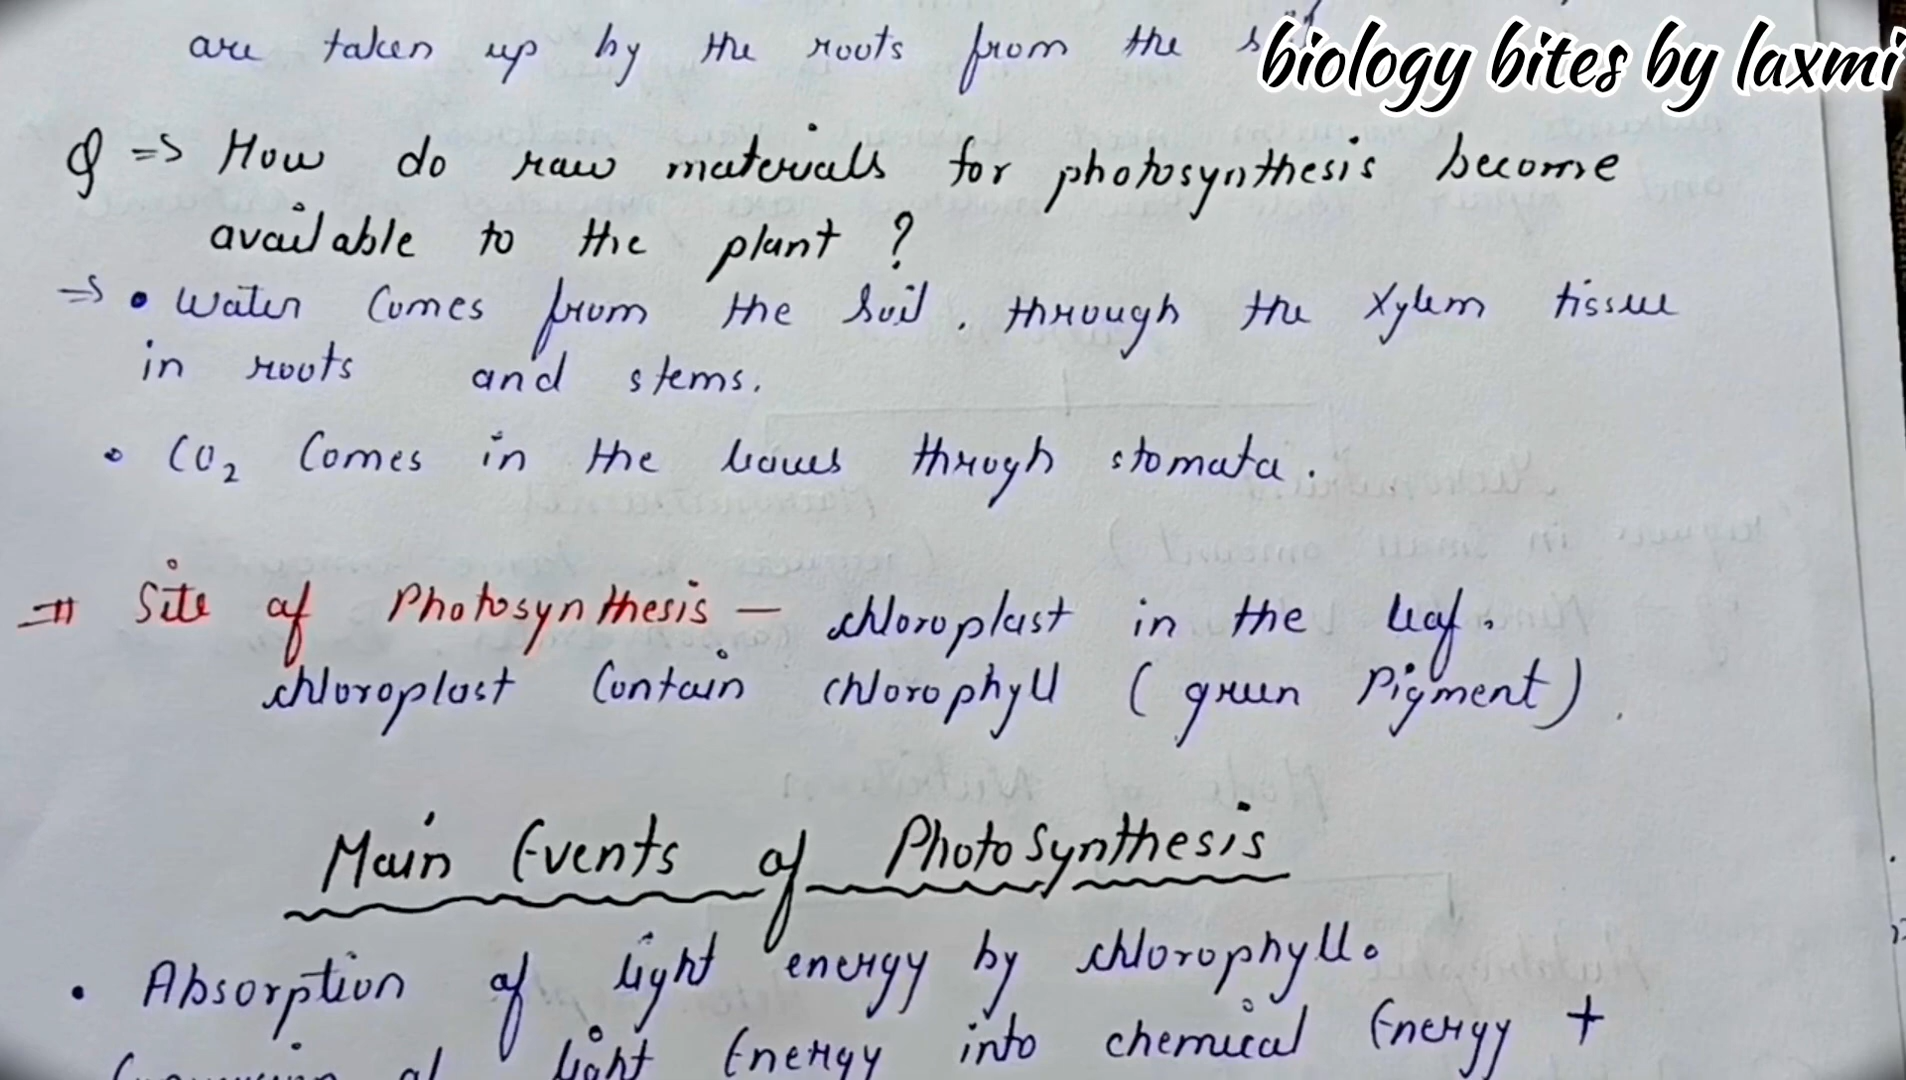 are taken up by the roots from the soil
biology bites by laxmi
Q => How do raw materials for photosynthesis become
available to the plant ?
=> • Water comes from the soil, through the xylem tissue
in roots and stems.
• CO2 comes in the leaves throygh stomata.
=> Site of Photosynthesis — chloroplast in the leaf.
chloroplast contain chlorophyll (green Pigment).
Main Events of PhotoSynthesis
• Absorption of light energy by chlorophyll.
light Energy into chemical Energy +